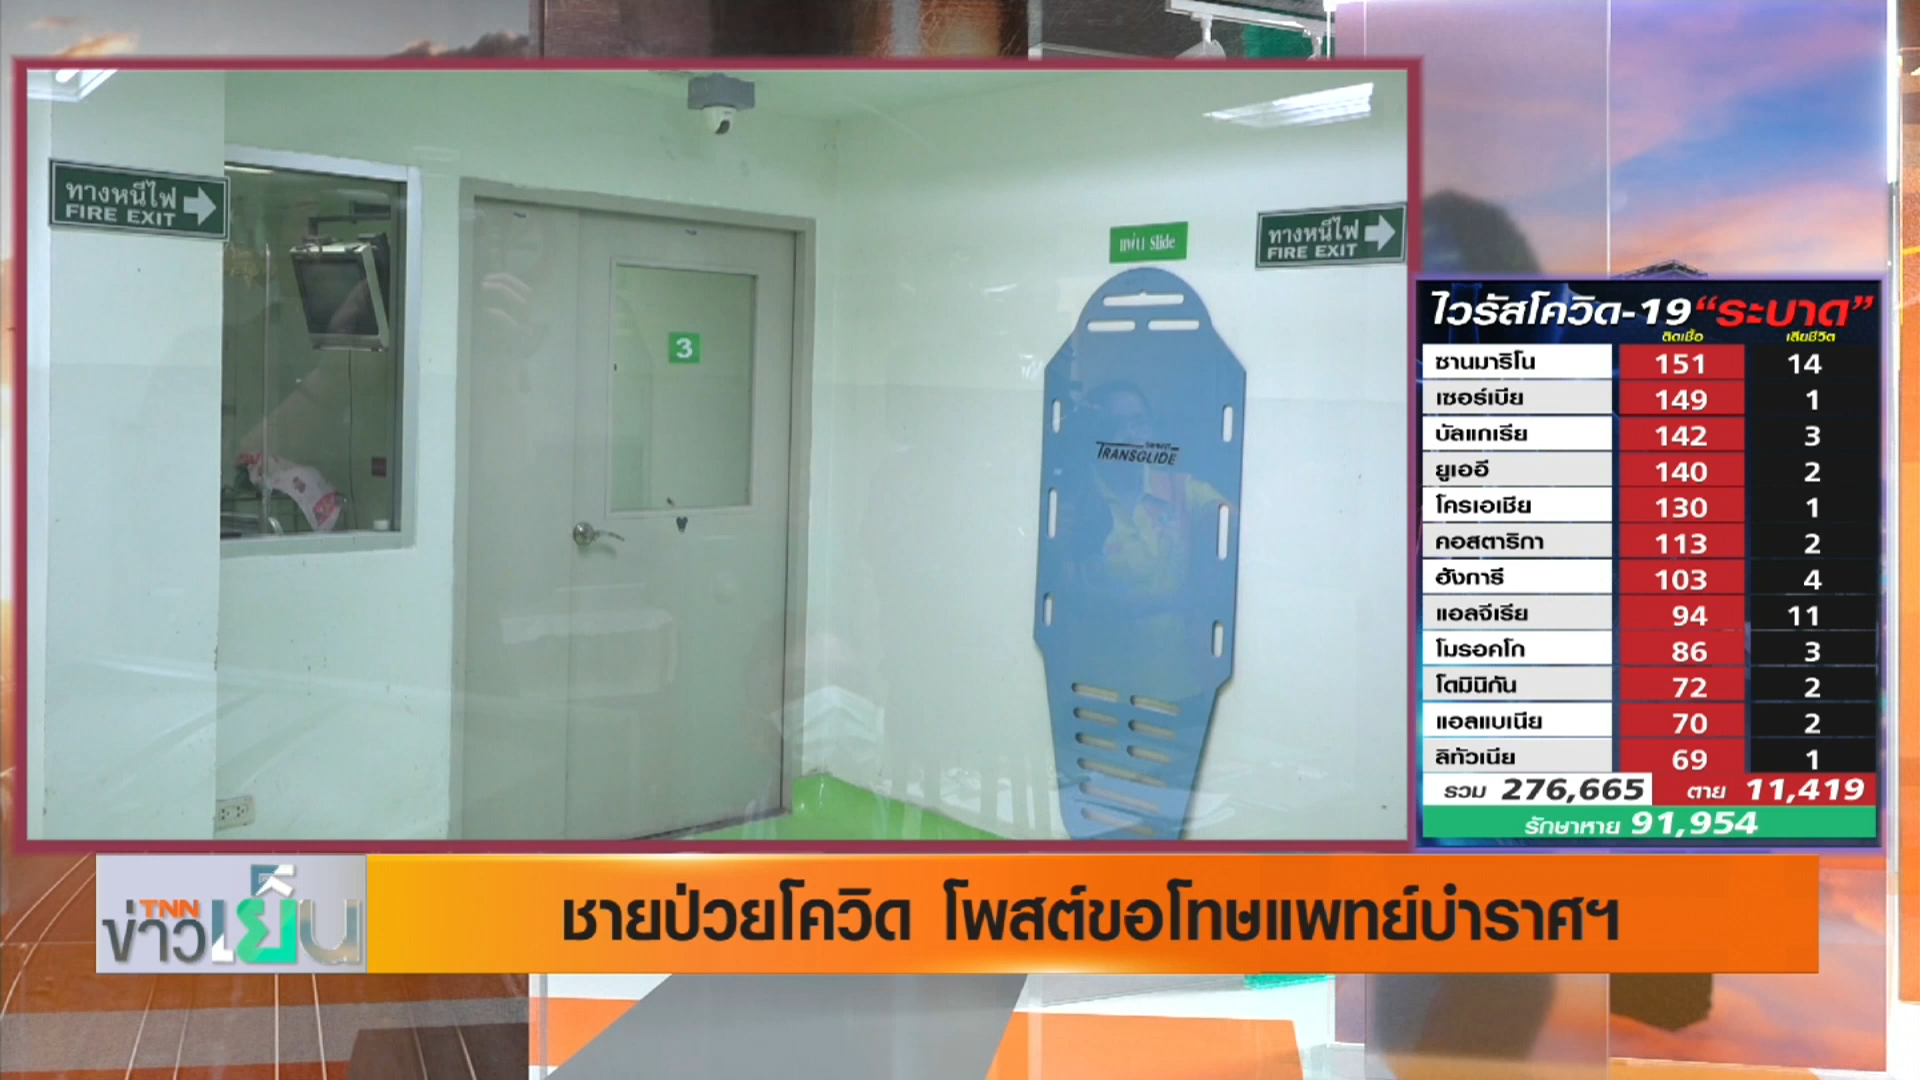 ทางหนีไฟ
FIRE EXIT
3
แผ่น Slide
ทางหนีไฟ
FIRE EXIT
TRANSGLIDE
ไวรัสโควิด-19 “ระบาด”
ติดเชื้อ เสียชีวิต
ซานมาริโน 151 14
เซอร์เบีย 149 1
บัลแกเรีย 142 3
ยูเออี 140 2
โครเอเชีย 130 1
คอสตาริกา 113 2
ฮังการี 103 4
แอลจีเรีย 94 11
โมรอคโก 86 3
โดมินิกัน 72 2
แอลแบเนีย 70 2
ลิทัวเนีย 69 1
รวม 276,665 ตาย 11,419
รักษาหาย 91,954
TNN
ข่าวเย็น
ชายป่วยโควิด โพสต์ขอโทษแพทย์บำราศฯ